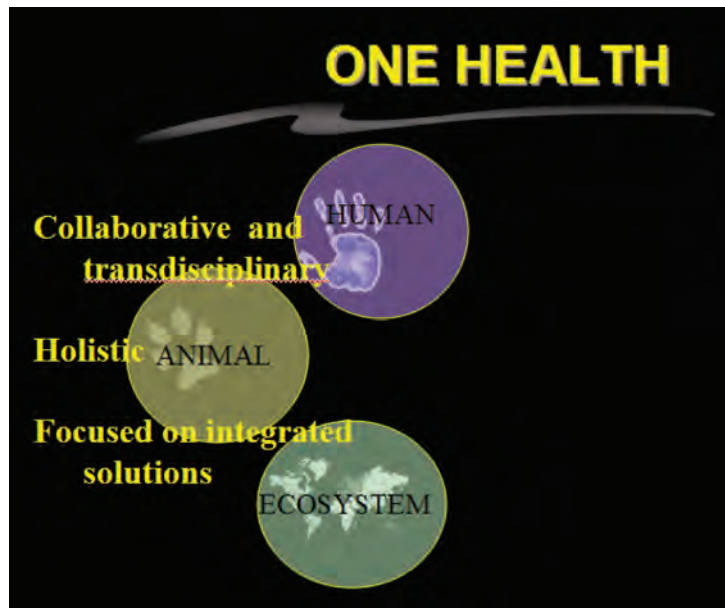 ONE HEALTH
HUMAN
Collaborative and
transdisciplinary
Holistic
ANIMAL
Focused on integrated
solutions
ECOSYSTEM